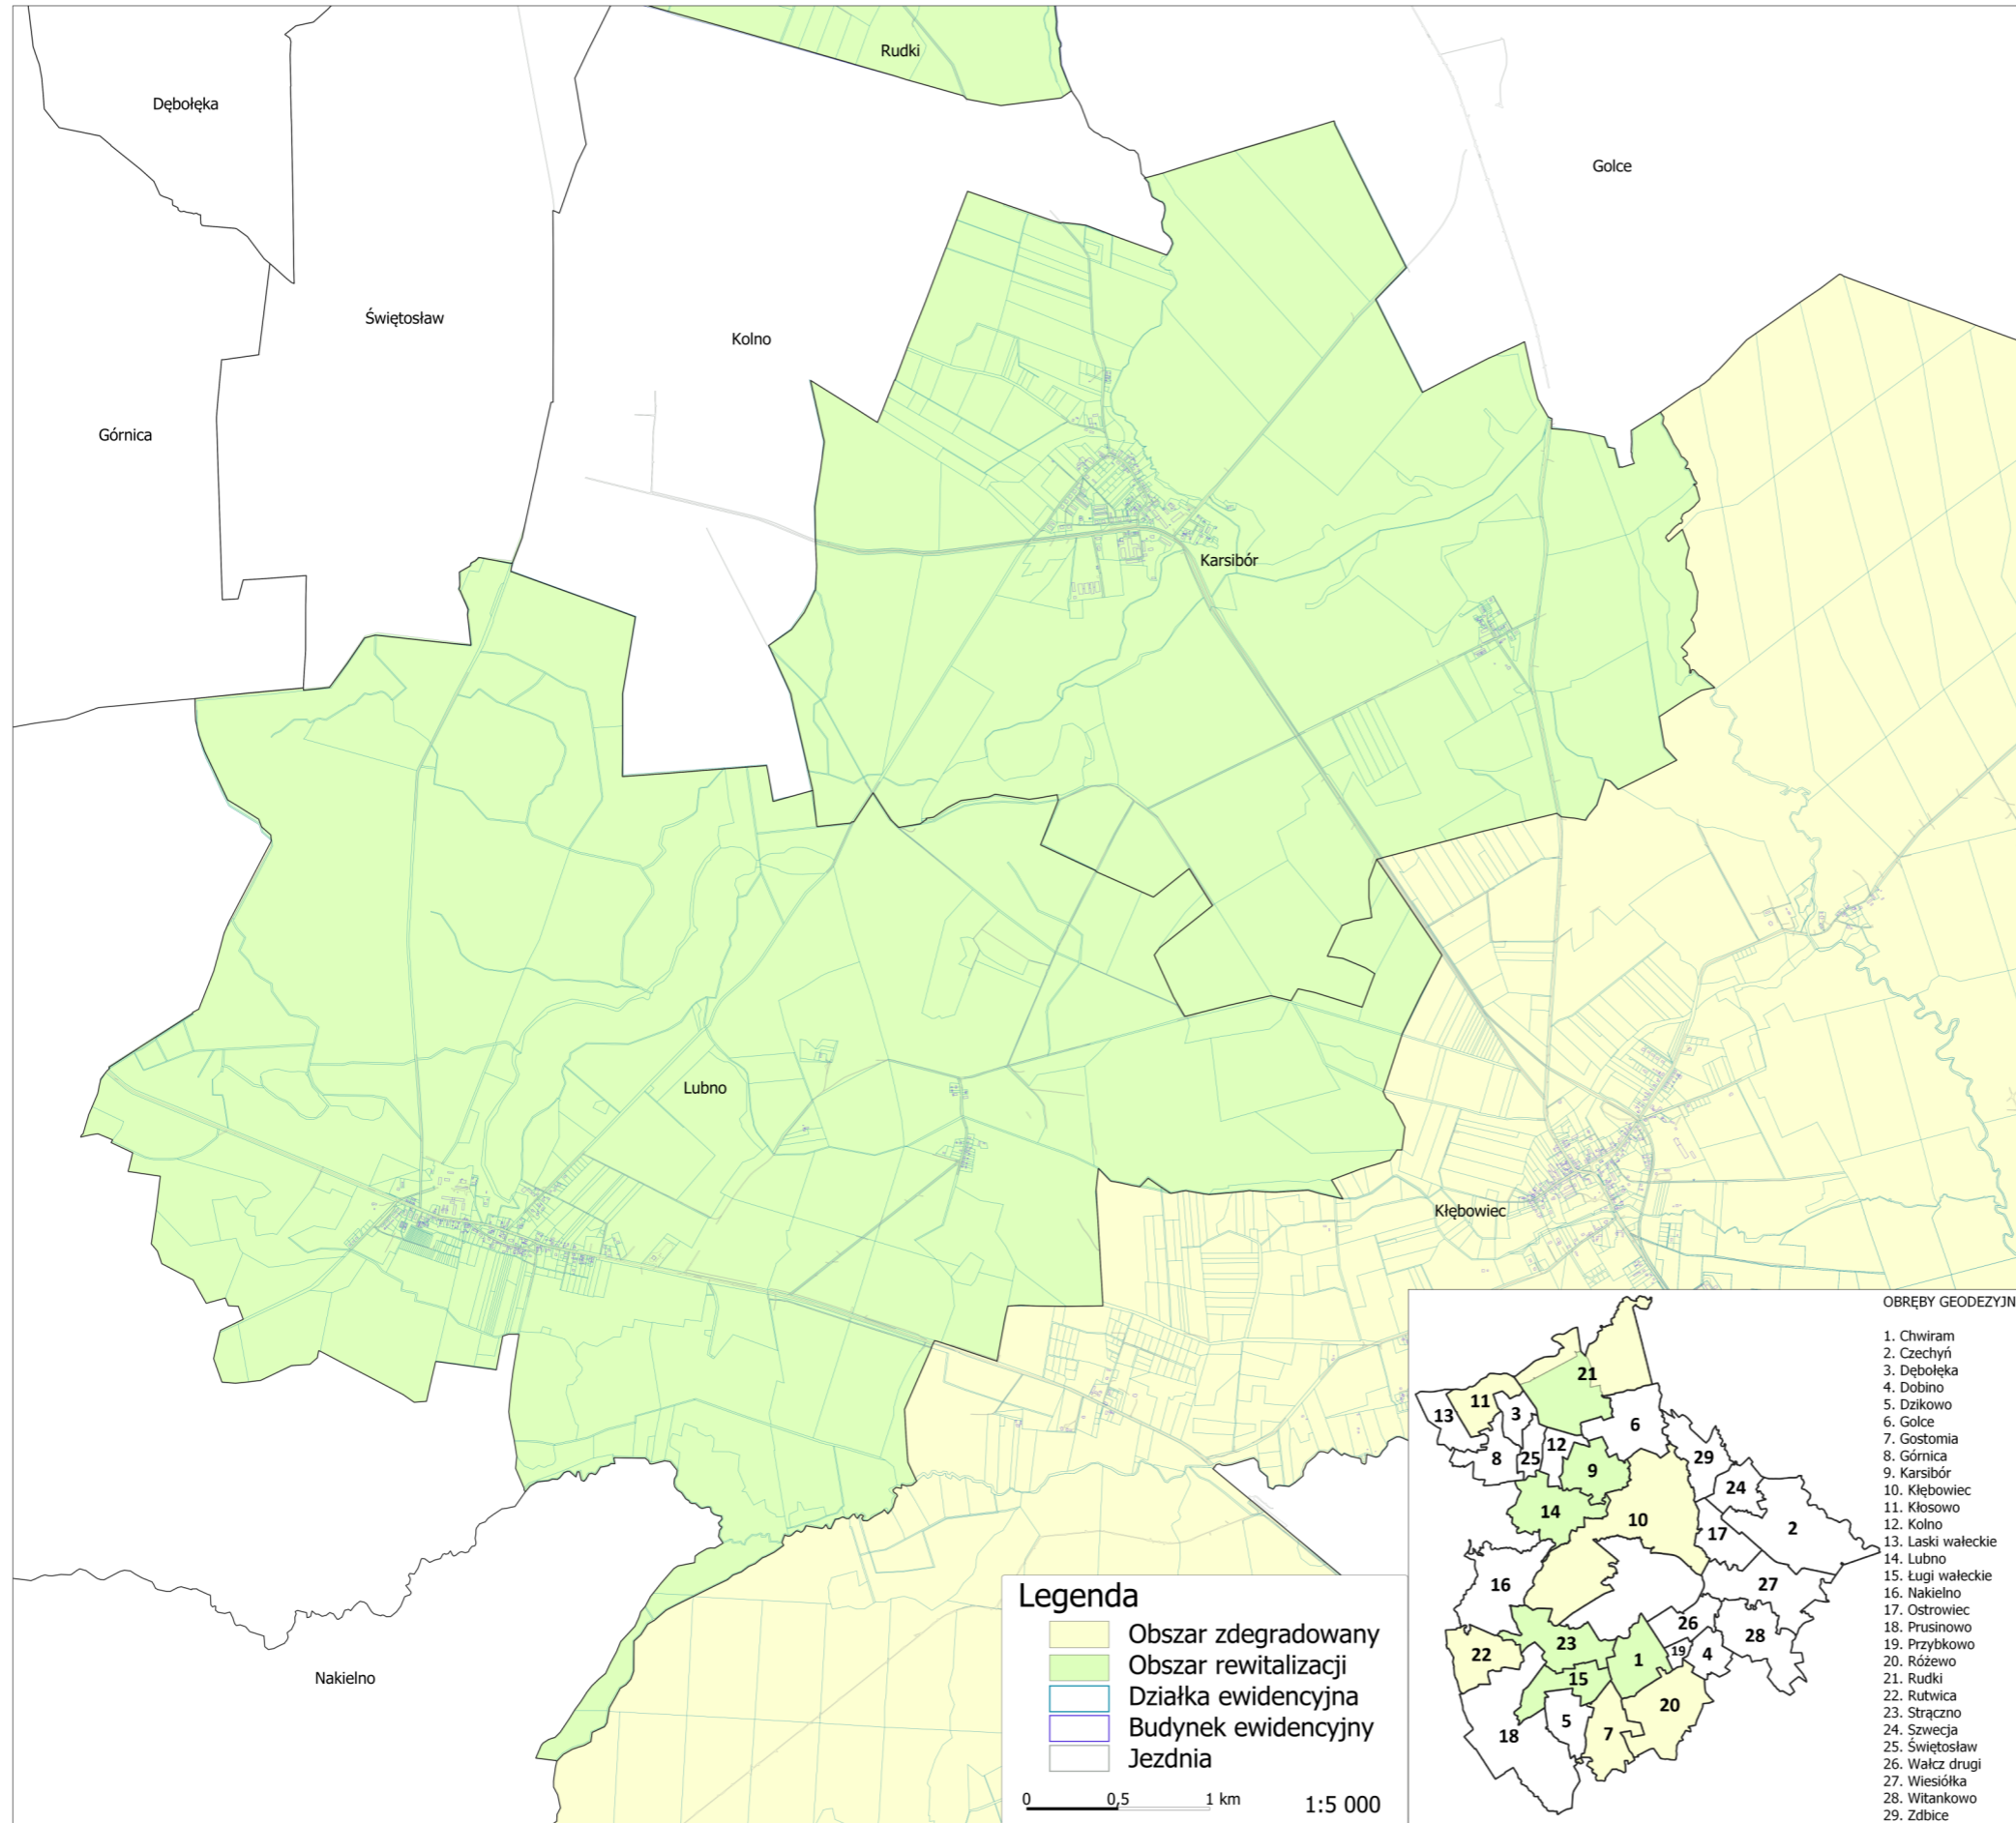 Rudki
Dębołęka
Golce
Świętosław
Kolno
Górnica
Karsibór
Lubno
Kłębowiec
Nakielno
Legenda
Obszar zdegradowany
Obszar rewitalizacji
Działka ewidencyjna
Budynek ewidencyjny
Jezdnia
0 0,5 1 km
1:5 000
21
11
13
3
6
12
8
25
29
9
24
14
10
2
17
16
27
26
28
23
22
1
19
4
15
20
5
7
18
OBRĘBY GEODEZYJN
1. Chwiram
2. Czechyń
3. Dębołęka
4. Dobino
5. Dzikowo
6. Golce
7. Gostomia
8. Górnica
9. Karsibór
10. Kłębowiec
11. Kłosowo
12. Kolno
13. Laski wałeckie
14. Lubno
15. Ługi wałeckie
16. Nakielno
17. Ostrowiec
18. Prusinowo
19. Przybkowo
20. Różewo
21. Rudki
22. Rutwica
23. Strączno
24. Szwecja
25. Świętosław
26. Wałcz drugi
27. Wiesiółka
28. Witankowo
29. Zdbice